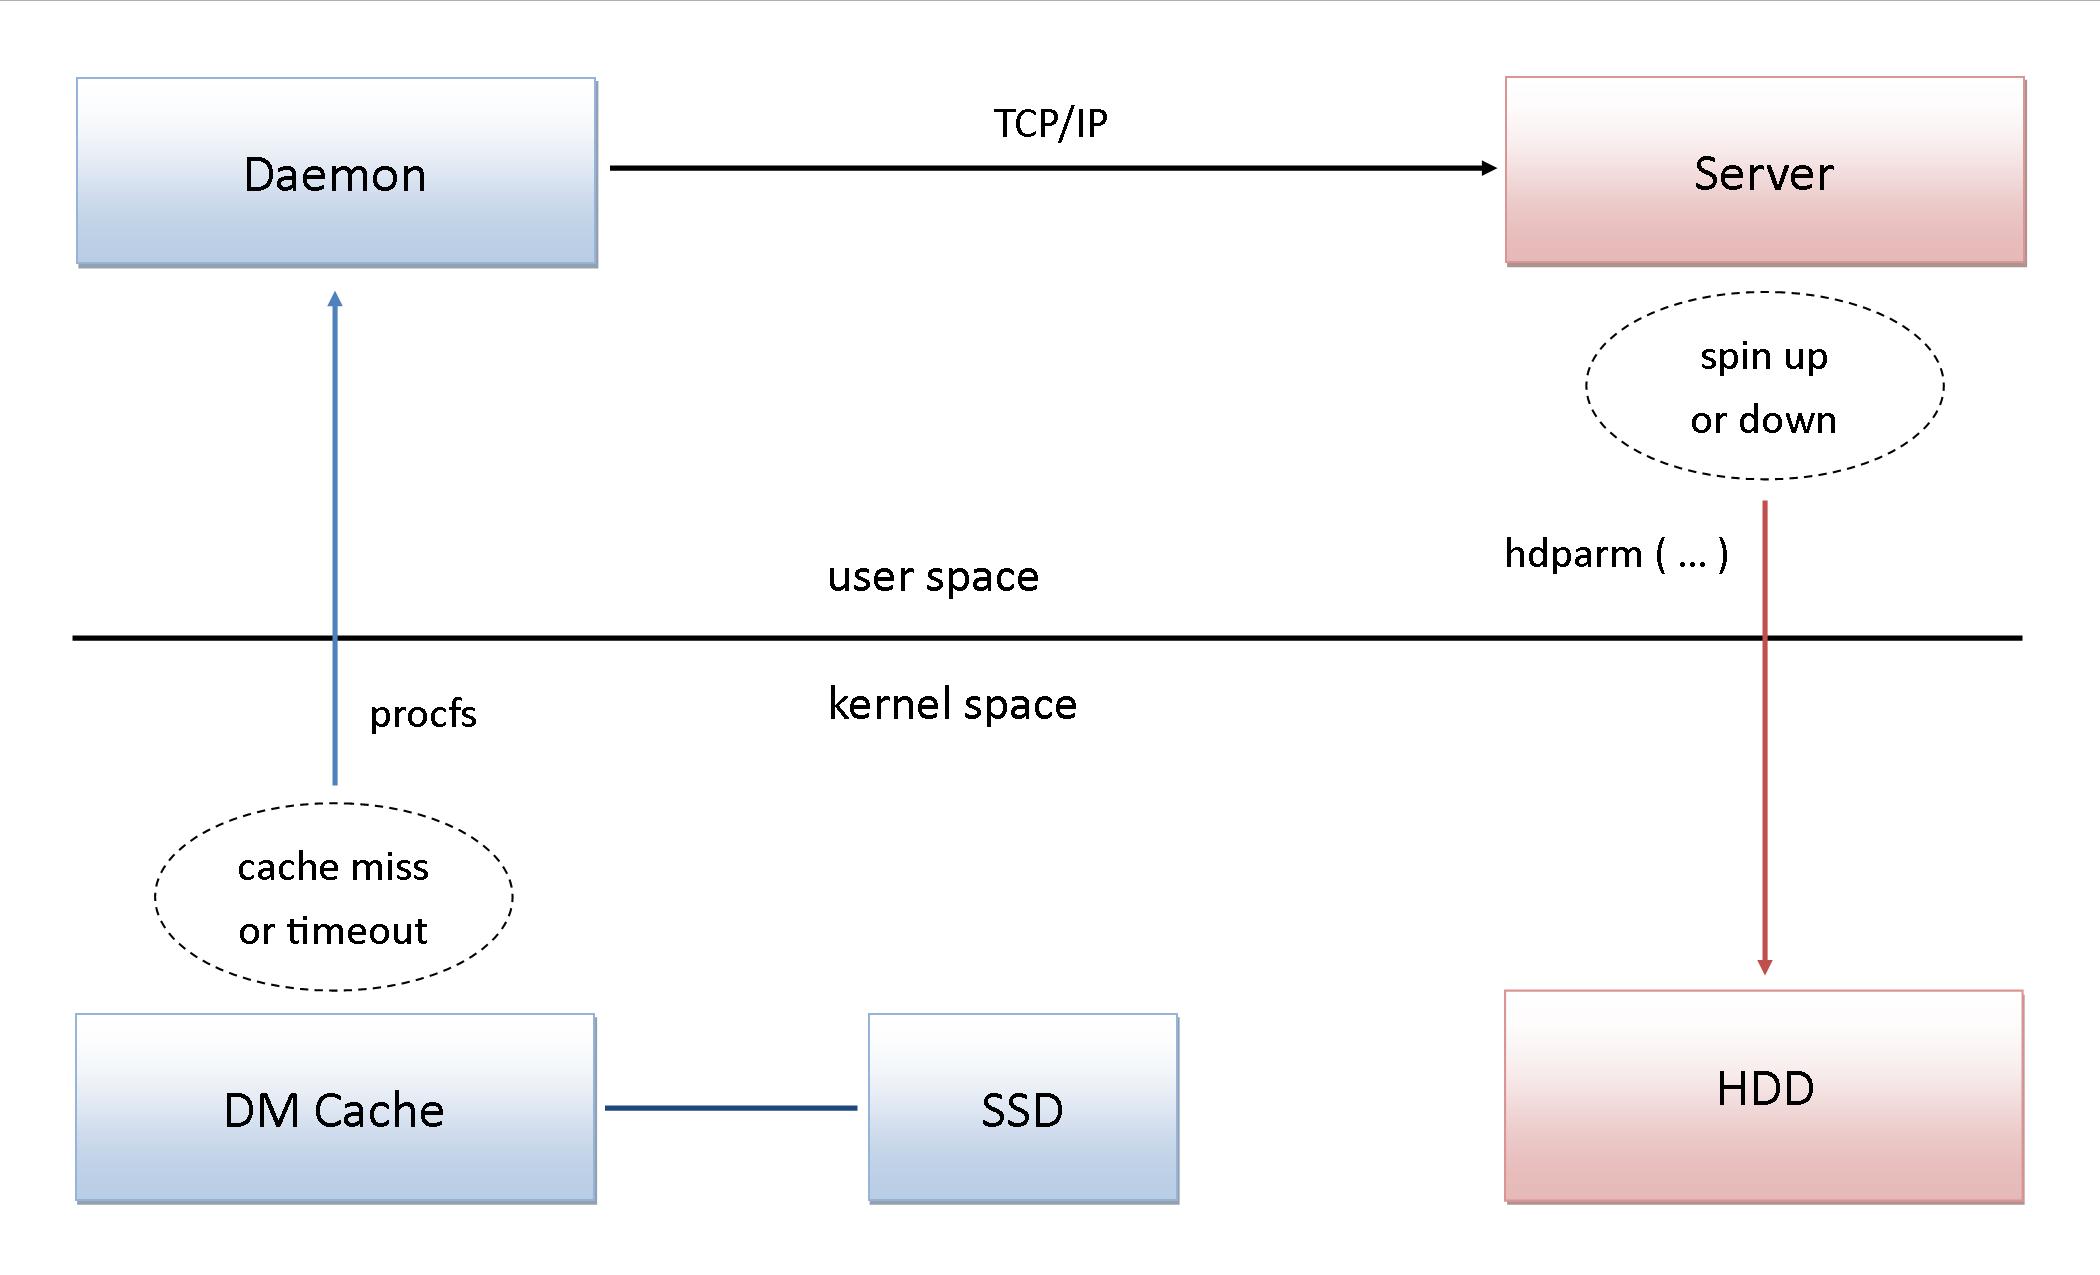 Daemon
TCP/IP
Server
spin up
or down
hdparm ( ... )
user space
kernel space
procfs
cache miss
or timeout
DM Cache
SSD
HDD